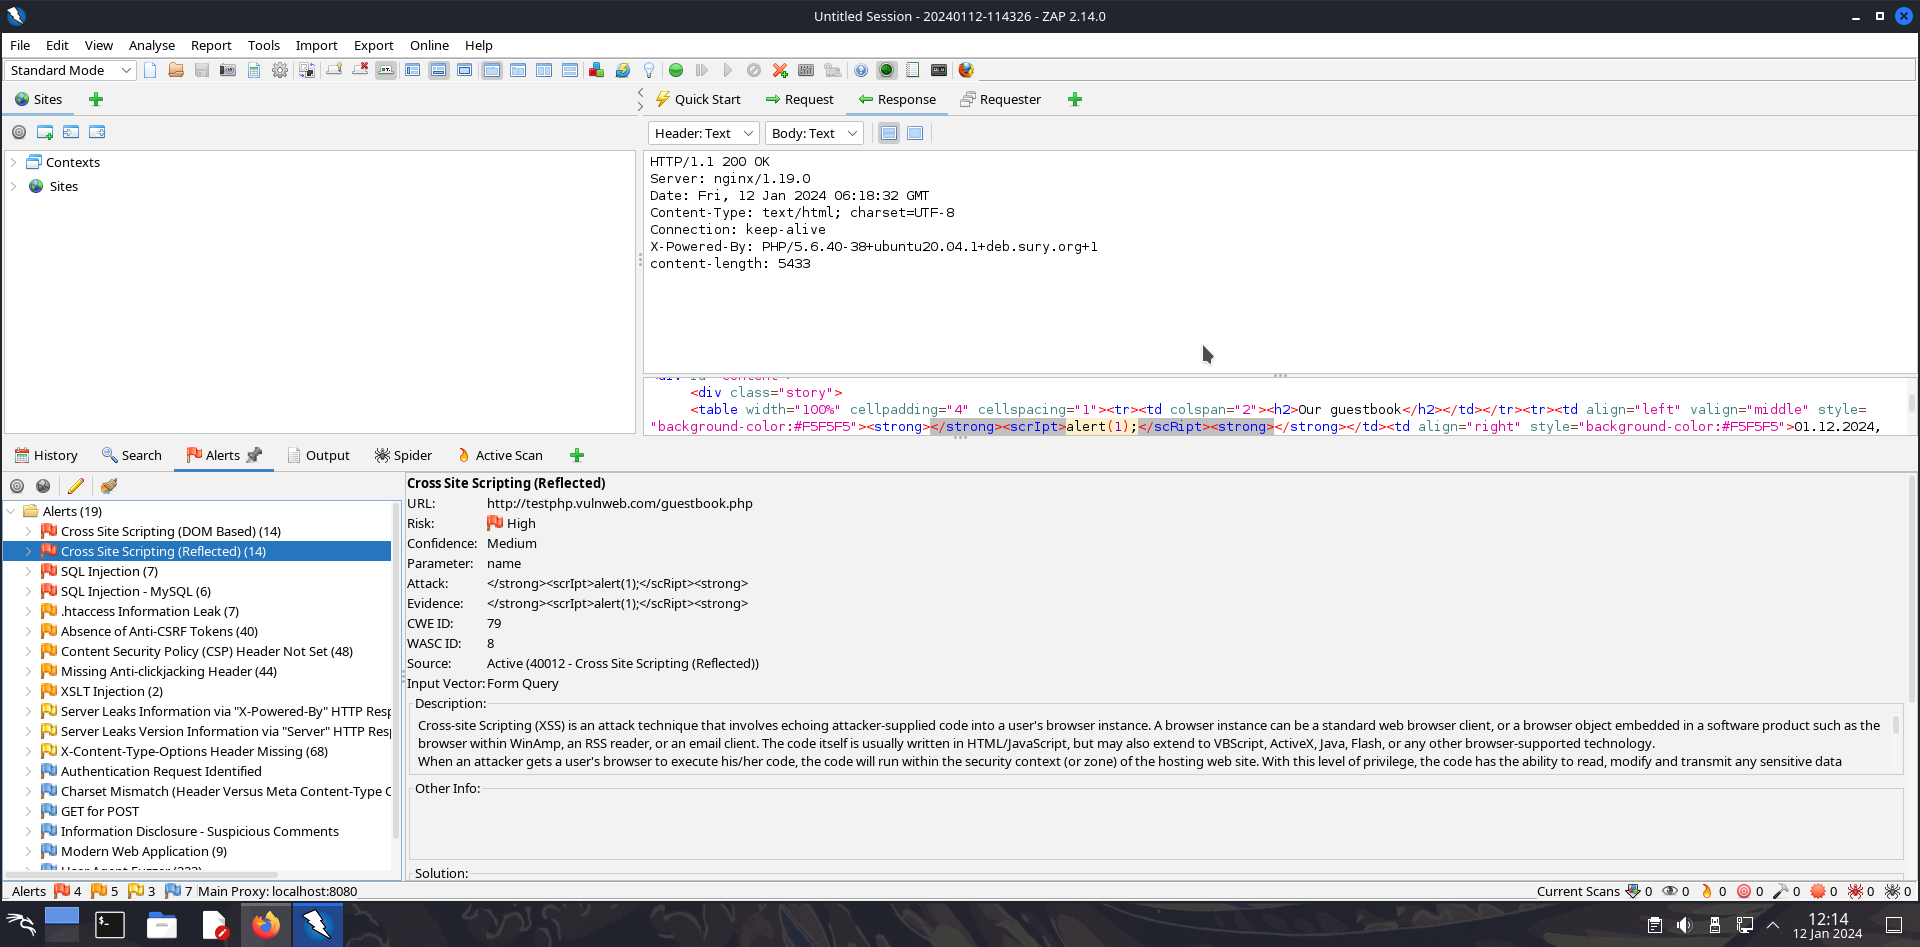 Untitled Session - 20240112-114326 - ZAP 2.14.0
File Edit View Analyse Report Tools Import Export Online Help
Standard Mode
Sites
Quick Start Request Response Requester
Header: Text Body: Text
Contexts
Sites
HTTP/1.1 200 OK
Server: nginx/1.19.0
Date: Fri, 12 Jan 2024 06:18:32 GMT
Content-Type: text/html; charset=UTF-8
Connection: keep-alive
X-Powered-By: PHP/5.6.40-38+ubuntu20.04.1+deb.sury.org+1
content-length: 5433
<div class="story">
<table width="100%" cellpadding="4" cellspacing="1"><tr><td colspan="2"><h2>Our guestbook</h2></td></tr><tr><td align="left" valign="middle" style=
"background-color:#F5F5F5"><strong></strong><scrIpt>alert(1);</scRipt><strong></strong></td><td align="right" style="background-color:#F5F5F5">01.12.2024,
History Search Alerts Output Spider Active Scan
Alerts (19)
Cross Site Scripting (DOM Based) (14)
Cross Site Scripting (Reflected) (14)
SQL Injection (7)
SQL Injection - MySQL (6)
.htaccess Information Leak (7)
Absence of Anti-CSRF Tokens (40)
Content Security Policy (CSP) Header Not Set (48)
Missing Anti-clickjacking Header (44)
XSLT Injection (2)
Server Leaks Information via "X-Powered-By" HTTP Resp
Server Leaks Version Information via "Server" HTTP Resp
X-Content-Type-Options Header Missing (68)
Authentication Request Identified
Charset Mismatch (Header Versus Meta Content-Type C
GET for POST
Information Disclosure - Suspicious Comments
Modern Web Application (9)
Cross Site Scripting (Reflected)
URL: http://testphp.vulnweb.com/guestbook.php
Risk: High
Confidence: Medium
Parameter: name
Attack: </strong><scrIpt>alert(1);</scRipt><strong>
Evidence: </strong><scrIpt>alert(1);</scRipt><strong>
CWE ID: 79
WASC ID: 8
Source: Active (40012 - Cross Site Scripting (Reflected))
Input Vector: Form Query
Description:
Cross-site Scripting (XSS) is an attack technique that involves echoing attacker-supplied code into a user's browser instance. A browser instance can be a standard web browser client, or a browser object embedded in a software product such as the
browser within WinAmp, an RSS reader, or an email client. The code itself is usually written in HTML/JavaScript, but may also extend to VBScript, ActiveX, Java, Flash, or any other browser-supported technology.
When an attacker gets a user's browser to execute his/her code, the code will run within the security context (or zone) of the hosting web site. With this level of privilege, the code has the ability to read, modify and transmit any sensitive data
Other Info:
Solution:
Alerts 4 5 3 7 Main Proxy: localhost:8080
Current Scans 0 0 0 0 0 0 0 0
12:14
12 Jan 2024